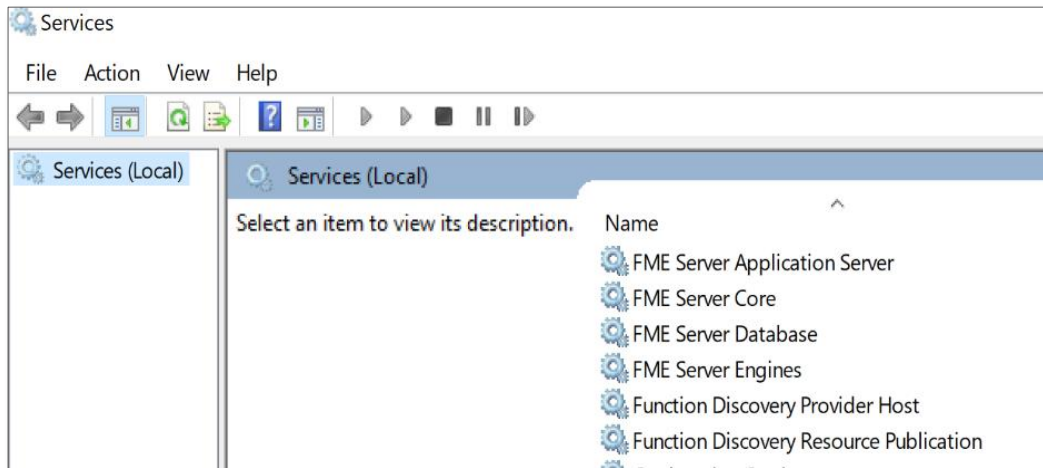 Services
File Action View Help
Services (Local)
Services (Local)
Select an item to view its description.
Name
FME Server Application Server
FME Server Core
FME Server Database
FME Server Engines
Function Discovery Provider Host
Function Discovery Resource Publication